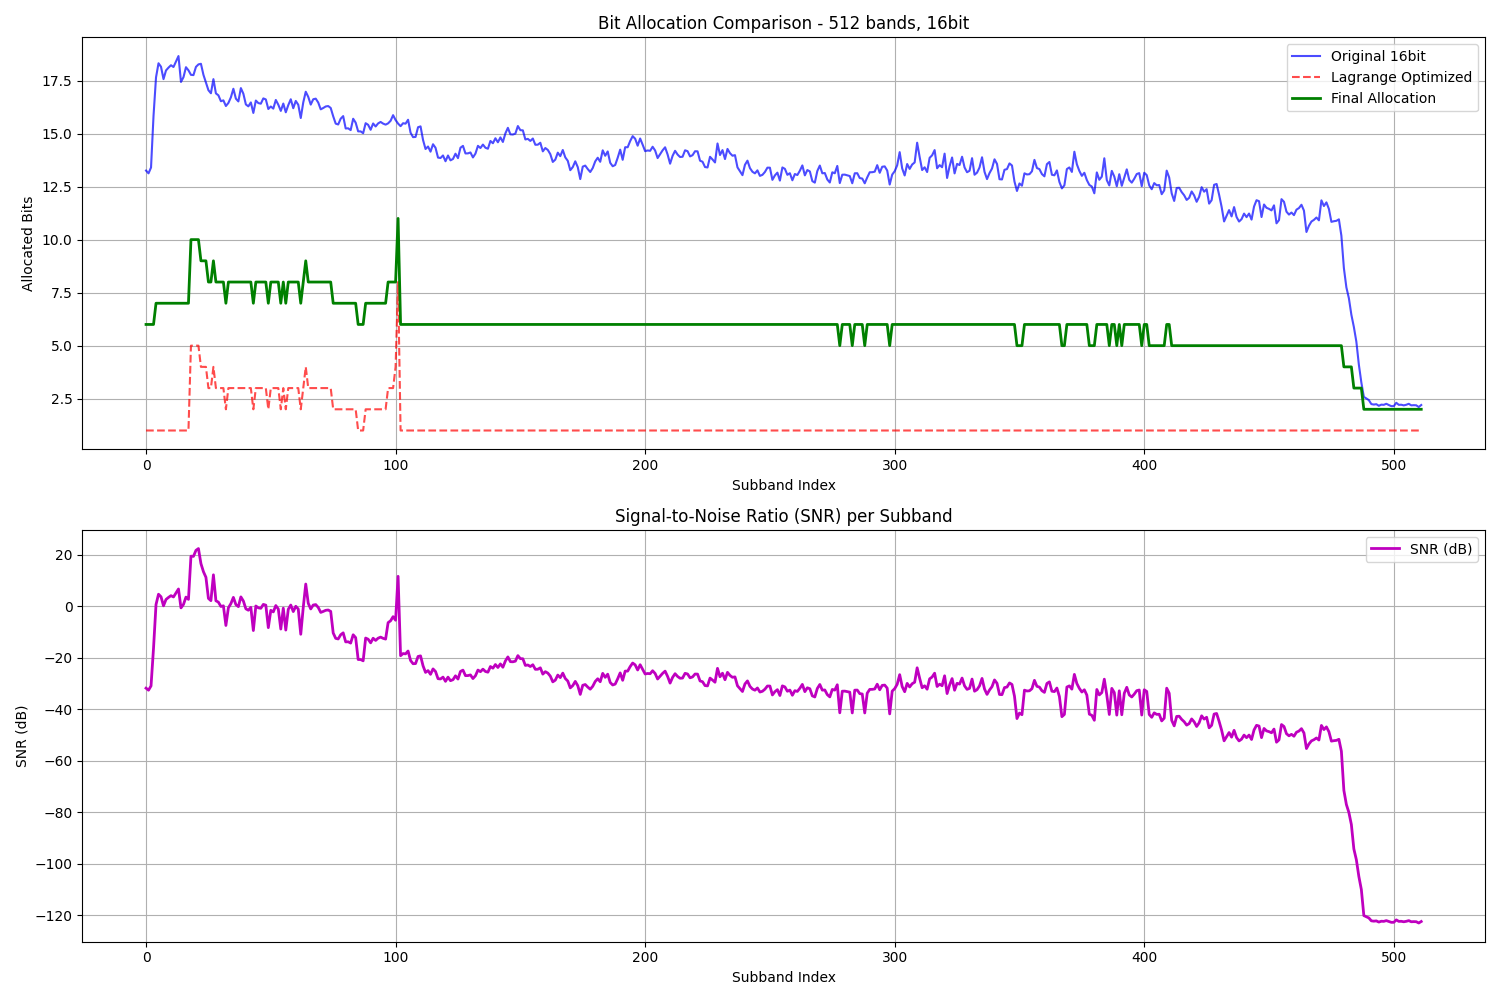 Bit Allocation Comparison - 512 bands, 16bit
Original 16bit
Lagrange Optimized
Final Allocation
Allocated Bits
17.5
15.0
12.5
10.0
7.5
5.0
2.5
0 100 200 300 400 500
Subband Index
Signal-to-Noise Ratio (SNR) per Subband
SNR (dB)
SNR (dB)
20
0
−20
−40
−60
−80
−100
−120
0 100 200 300 400 500
Subband Index